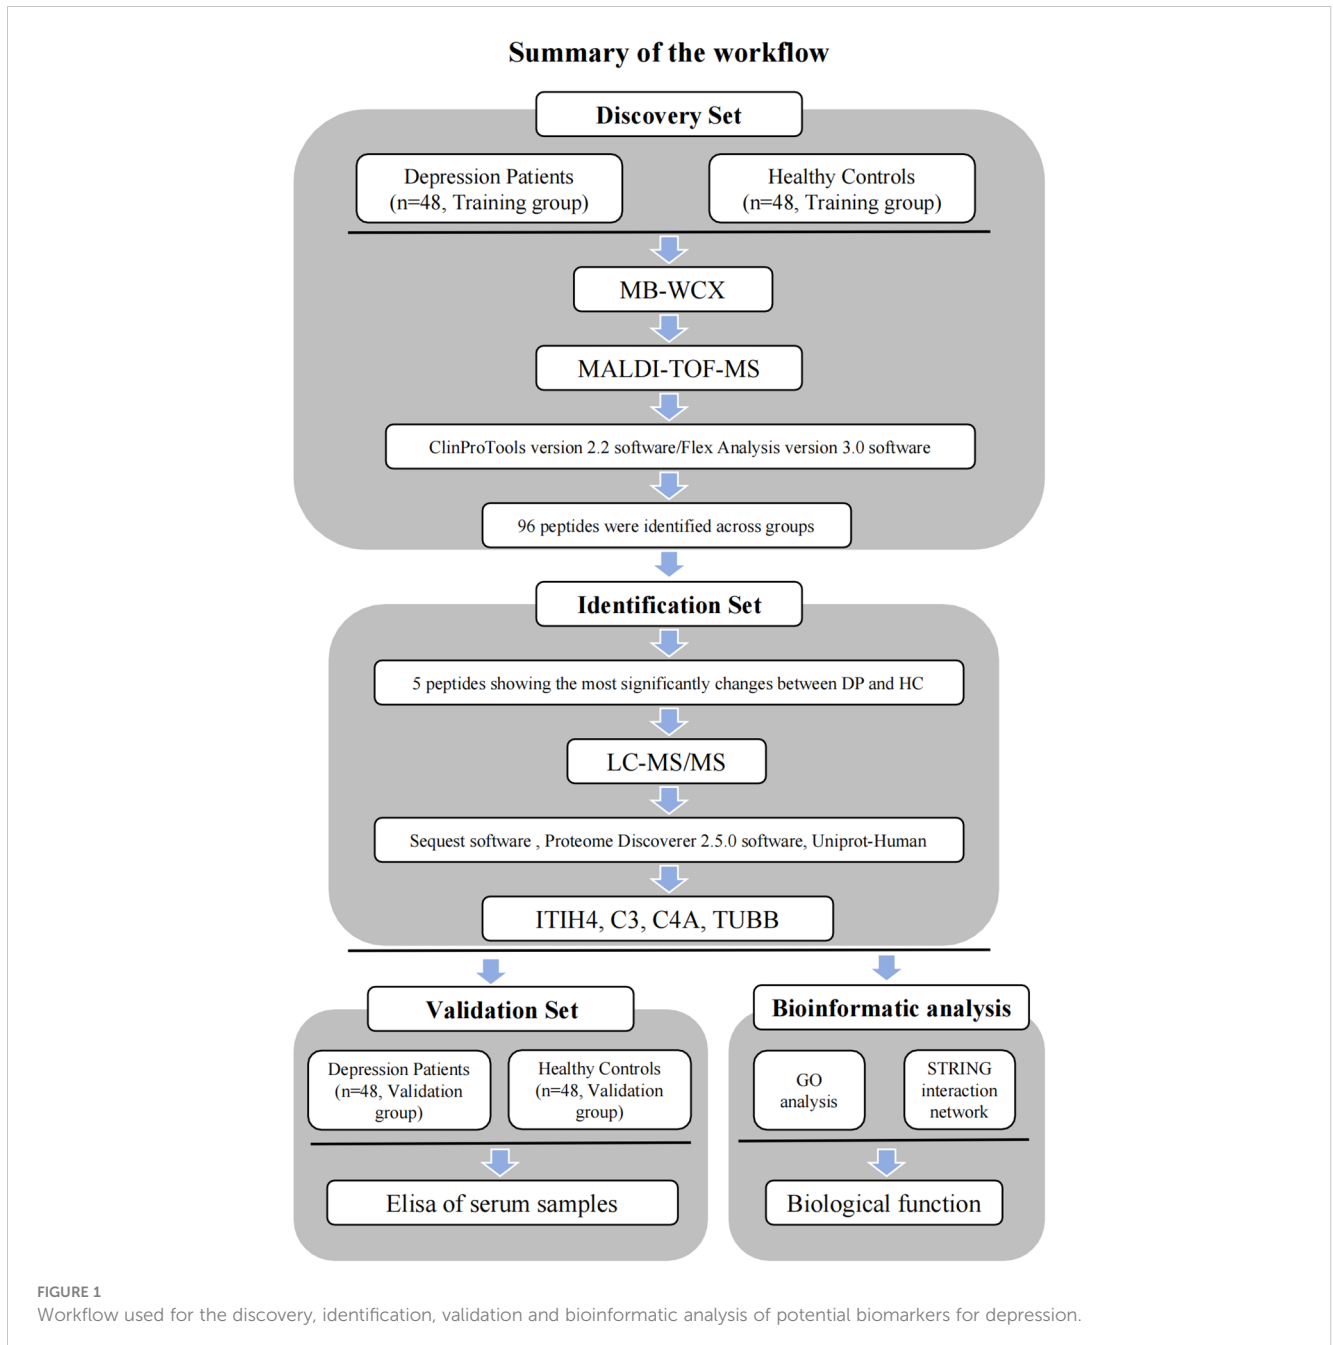 Summary of the workflow
Discovery Set
Depression Patients
(n=48, Training group)
Healthy Controls
(n=48, Training group)
MB-WCX
MALDI-TOF-MS
ClinProTools version 2.2 software/Flex Analysis version 3.0 software
96 peptides were identified across groups
Identification Set
5 peptides showing the most significantly changes between DP and HC
LC-MS/MS
Sequest software , Proteome Discoverer 2.5.0 software, Uniprot-Human
ITIH4, C3, C4A, TUBB
Validation Set
Depression Patients
(n=48, Validation
group)
Healthy Controls
(n=48, Validation
group)
Elisa of serum samples
Bioinformatic analysis
GO
analysis
STRING
interaction
network
Biological function
FIGURE 1
Workflow used for the discovery, identification, validation and bioinformatic analysis of potential biomarkers for depression.